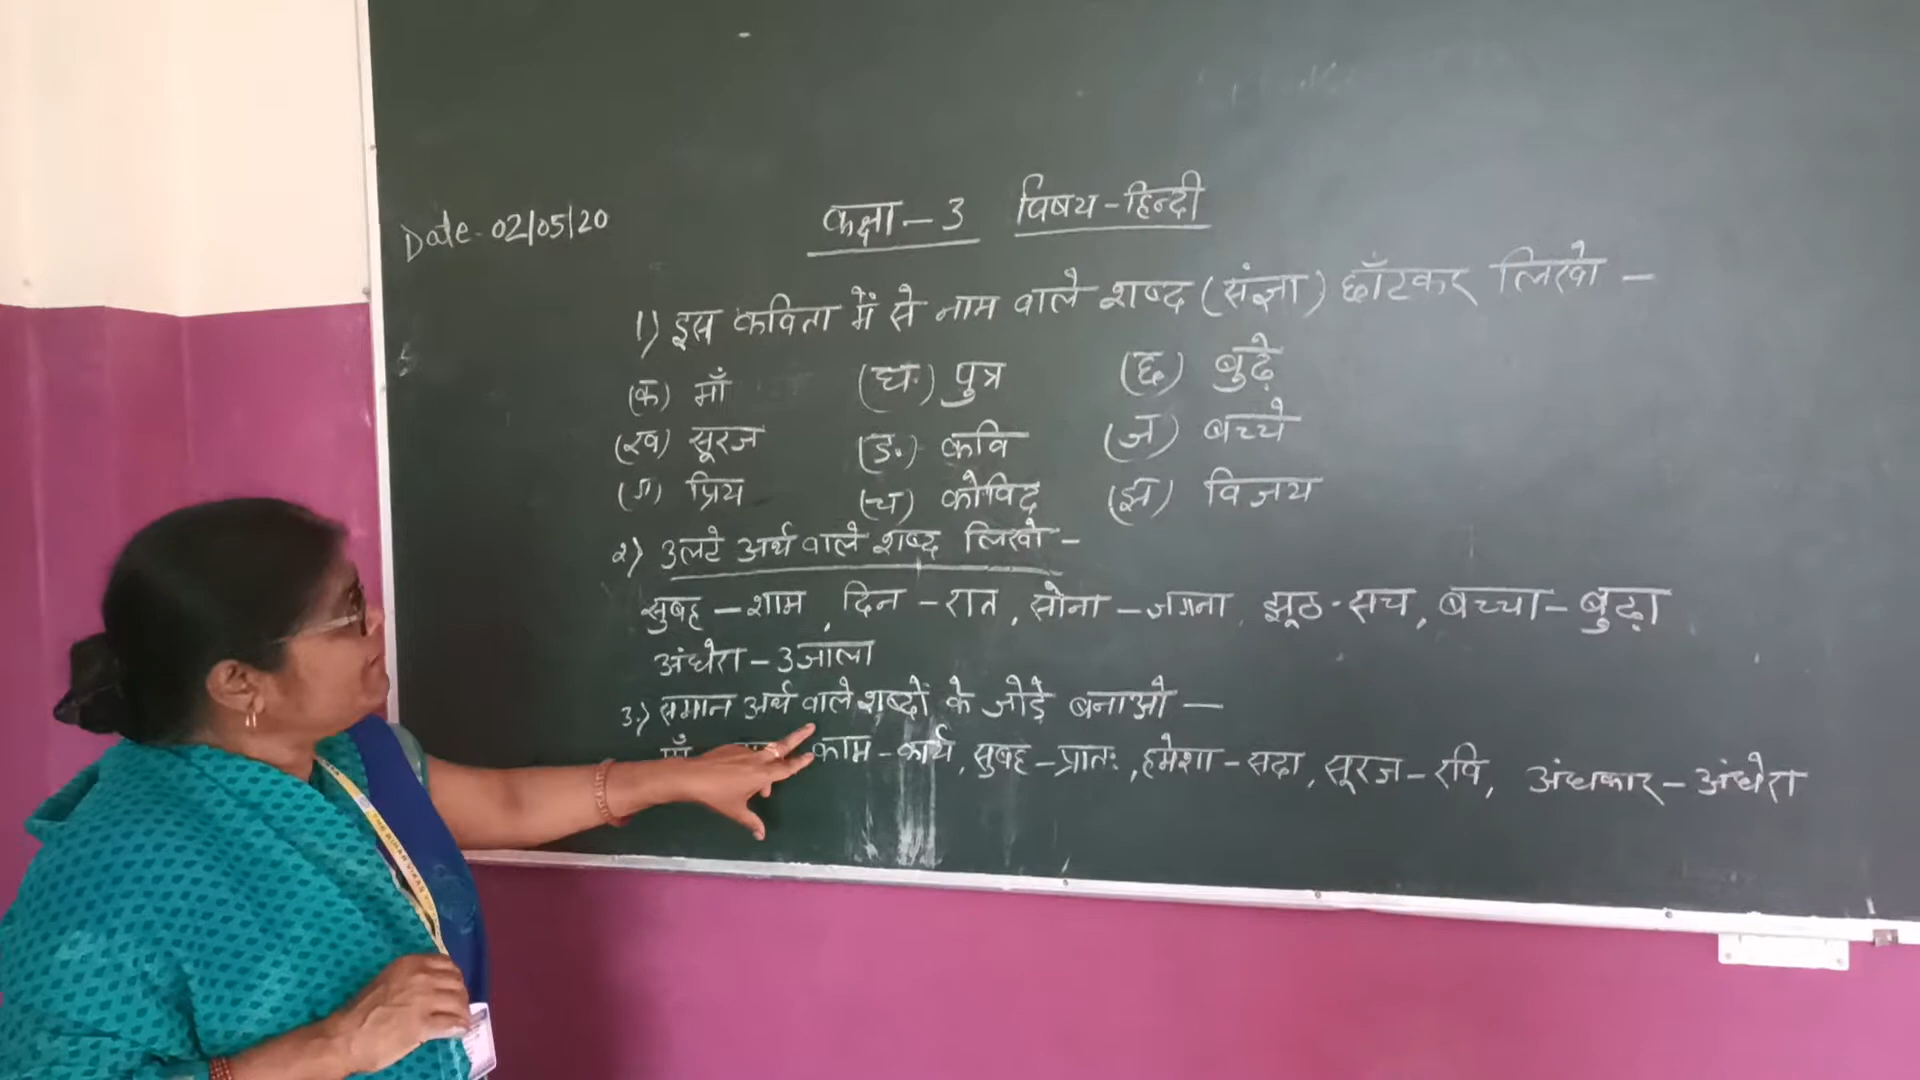 Date- 02/05/20
कक्षा - 3 विषय - हिन्दी
1) इस कविता में से नाम वाले शब्द (संज्ञा) छाँटकर लिखो -
(क) माँ (घ) पुत्र (छ) बुढ़े
(ख) सूरज (ङ) कवि (ज) बच्चे
(ग) प्रिय (च) कोविद (झ) विजय
2) उलटे अर्थ वाले शब्द लिखो -
सुबह - शाम, दिन - रात, सोना - जगना, झूठ - सच, बच्चा - बुढ़ा
अंधेरा - उजाला
3) समान अर्थ वाले शब्दों के जोड़े बनाओ -
माँ काम - कार्य, सुबह - प्रातः, हमेशा - सदा, सूरज - रवि, अंधकार - अंधेरा